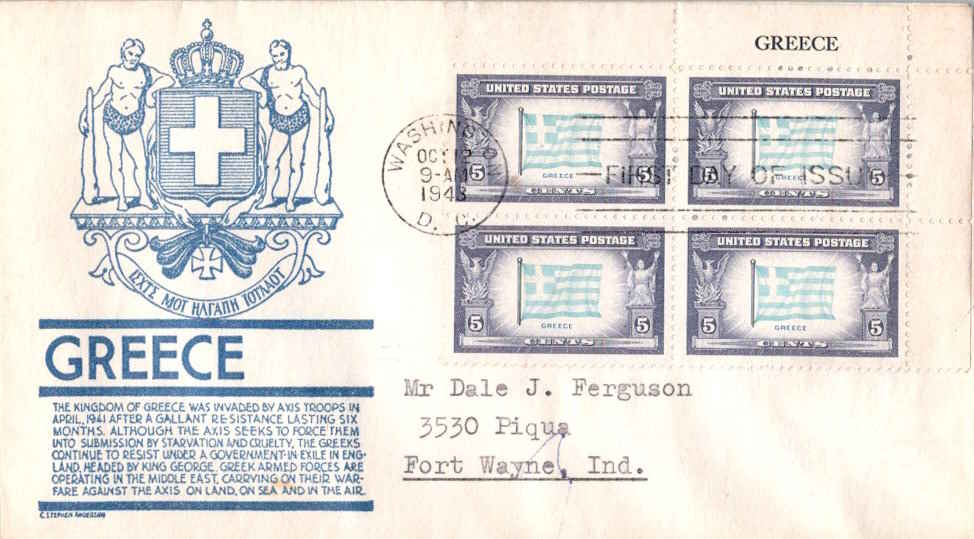 ΙΣΧΤΣ ΜΟΤ ΗΑΓΑΠΗ ΤΟΥΛΑΟΤ
GREECE
THE KINGDOM OF GREECE WAS INVADED BY AXIS TROOPS IN
APRIL, 1941 AFTER A GALLANT RESISTANCE LASTING SIX
MONTHS. ALTHOUGH THE AXIS SEEKS TO FORCE THEM
INTO SUBMISSION BY STARVATION AND CRUELTY, THE GREEKS
CONTINUE TO RESIST UNDER A GOVERNMENT-IN-EXILE IN ENG-
LAND, HEADED BY KING GEORGE. GREEK ARMED FORCES ARE
OPERATING IN THE MIDDLE EAST, CARRYING ON THEIR WAR-
FARE AGAINST THE AXIS ON LAND, ON SEA AND IN THE AIR.
C. STEPHEN ANDERSON
GREECE
UNITED STATES POSTAGE
GREECE
5 5
CENTS
UNITED STATES POSTAGE
GREECE
5 5
CENTS
WASHINGTON
OCT 12
9-AM
1943
D. C.
FIRST DAY OF ISSUE
UNITED STATES POSTAGE
GREECE
5 5
CENTS
UNITED STATES POSTAGE
GREECE
5 5
CENTS
Mr Dale J. Ferguson
3530 Piqua
Fort Wayne, Ind.